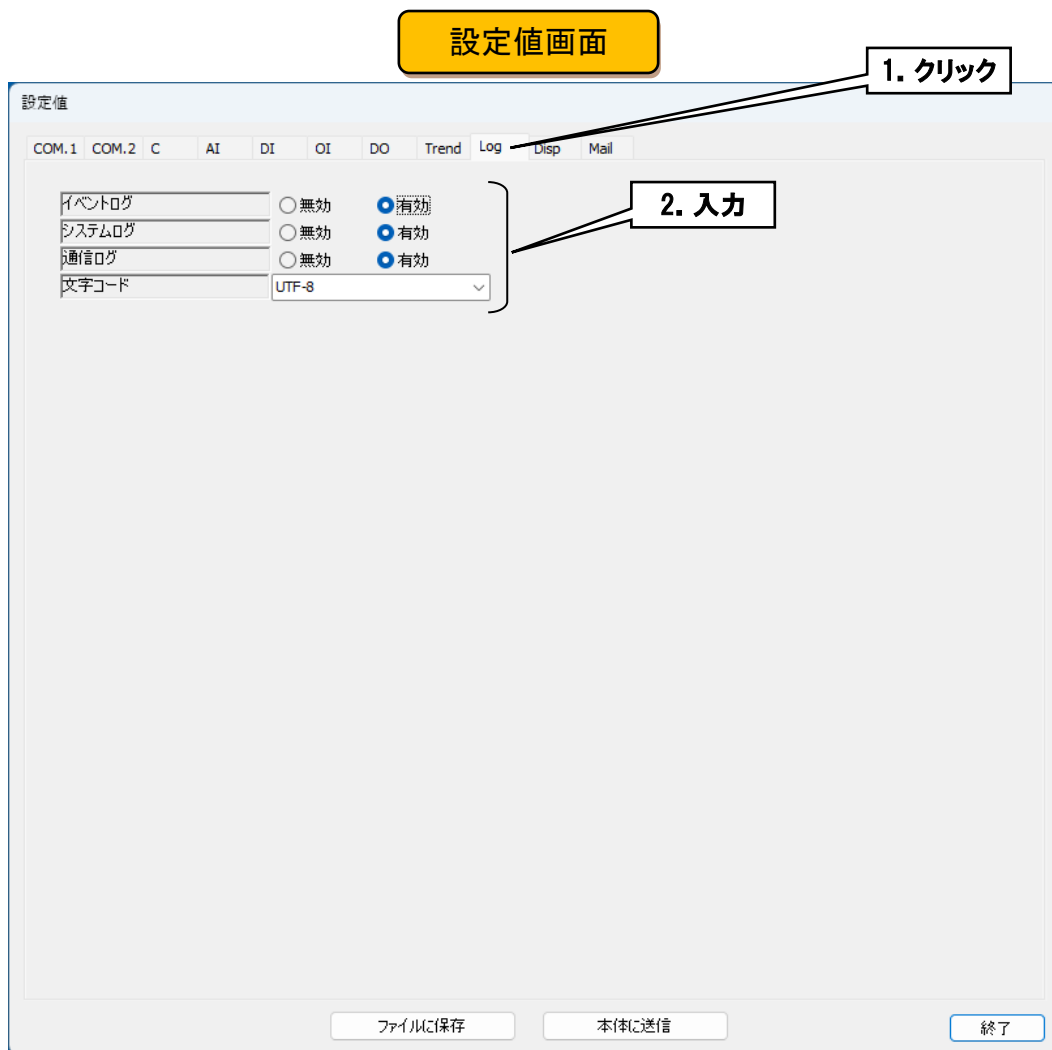 設定値画面
1. クリック
設定値
COM.1 COM.2 C AI DI OI DO Trend Log Disp Mail
イベントログ 無効 有効
2. 入力
システムログ 無効 有効
通信ログ 無効 有効
文字コード UTF-8
ファイルに保存 本体に送信 終了